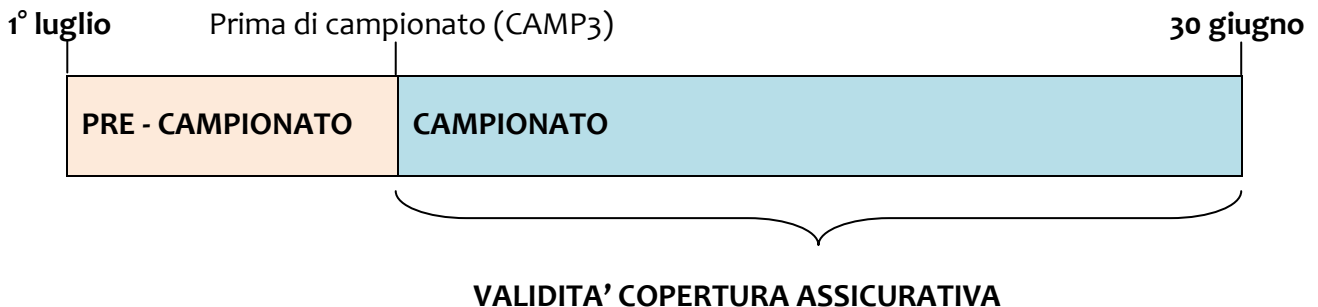 1° luglio Prima di campionato (CAMP3) 30 giugno
PRE - CAMPIONATO CAMPIONATO
VALIDITA’ COPERTURA ASSICURATIVA